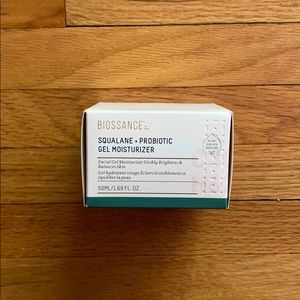 BIOSSANCE
SQUALANE + PROBIOTIC
GEL MOISTURIZER
Facial Gel Moisturizer Visibly Brightens &
Balances Skin
Gel hydratant visage Éclaircit visiblement et
équilibre la peau
50ML/1.69 FL. OZ.